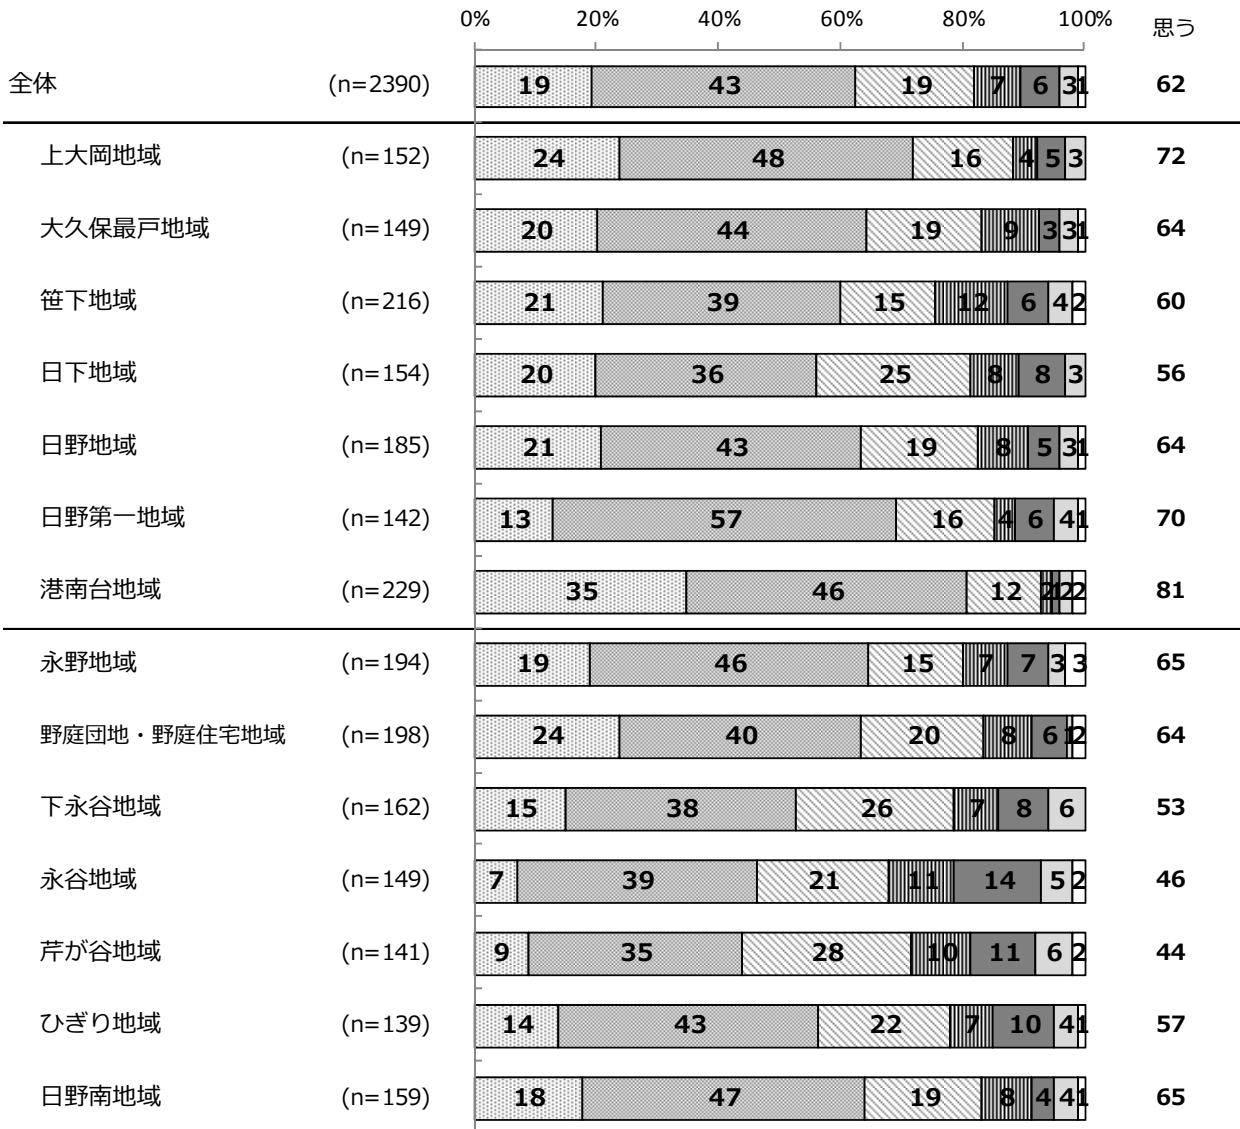 0% 20% 40% 60% 80% 100% 思う
全体 (n=2390) 19 43 19 7 6 3 1 62
上大岡地域 (n=152) 24 48 16 4 5 3 72
大久保最戸地域 (n=149) 20 44 19 9 3 3 1 64
笹下地域 (n=216) 21 39 15 12 6 4 2 60
日下地域 (n=154) 20 36 25 8 8 3 56
日野地域 (n=185) 21 43 19 8 5 3 1 64
日野第一地域 (n=142) 13 57 16 4 6 4 1 70
港南台地域 (n=229) 35 46 12 2 1 2 2 81
永野地域 (n=194) 19 46 15 7 7 3 3 65
野庭団地・野庭住宅地域 (n=198) 24 40 20 8 6 1 2 64
下永谷地域 (n=162) 15 38 26 7 8 6 53
永谷地域 (n=149) 7 39 21 11 14 5 2 46
芹が谷地域 (n=141) 9 35 28 10 11 6 2 44
ひぎり地域 (n=139) 14 43 22 7 10 4 1 57
日野南地域 (n=159) 18 47 19 8 4 4 1 65